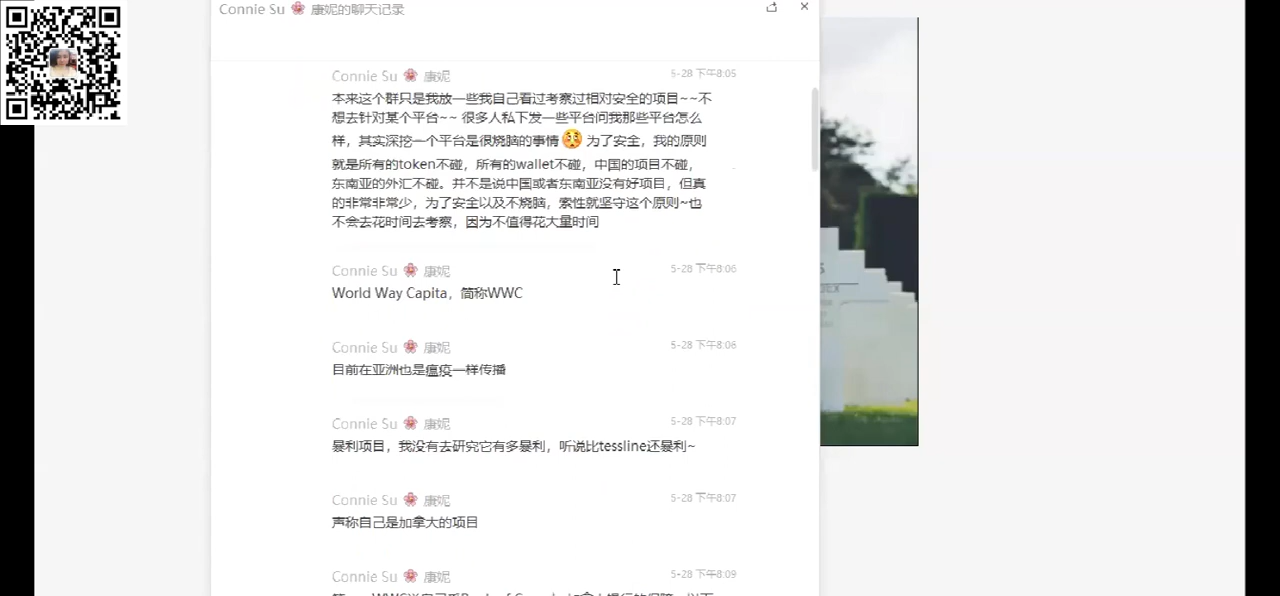 Connie Su 🌸 康妮的聊天记录
Connie Su 🌸 康妮
5-28 下午8:05
本来这个群只是我放一些我自己看过考察过相对安全的项目~~不
想去针对某个平台~~ 很多人私下发一些平台问我那些平台怎么
样，其实深挖一个平台是很烧脑的事情😚 为了安全，我的原则
就是所有的token不碰，所有的wallet不碰，中国的项目不碰，
东南亚的外汇不碰。并不是说中国或者东南亚没有好项目，但真
的非常非常少，为了安全以及不烧脑，索性就坚守这个原则~也
不会去花时间去考察，因为不值得花大量时间
Connie Su 🌸 康妮
5-28 下午8:06
World Way Capita，简称WWC
Connie Su 🌸 康妮
5-28 下午8:06
目前在亚洲也是瘟疫一样传播
Connie Su 🌸 康妮
5-28 下午8:07
暴利项目，我没有去研究它有多暴利，听说比tessline还暴利~
Connie Su 🌸 康妮
5-28 下午8:07
声称自己是加拿大的项目
Connie Su 🌸 康妮
5-28 下午8:09